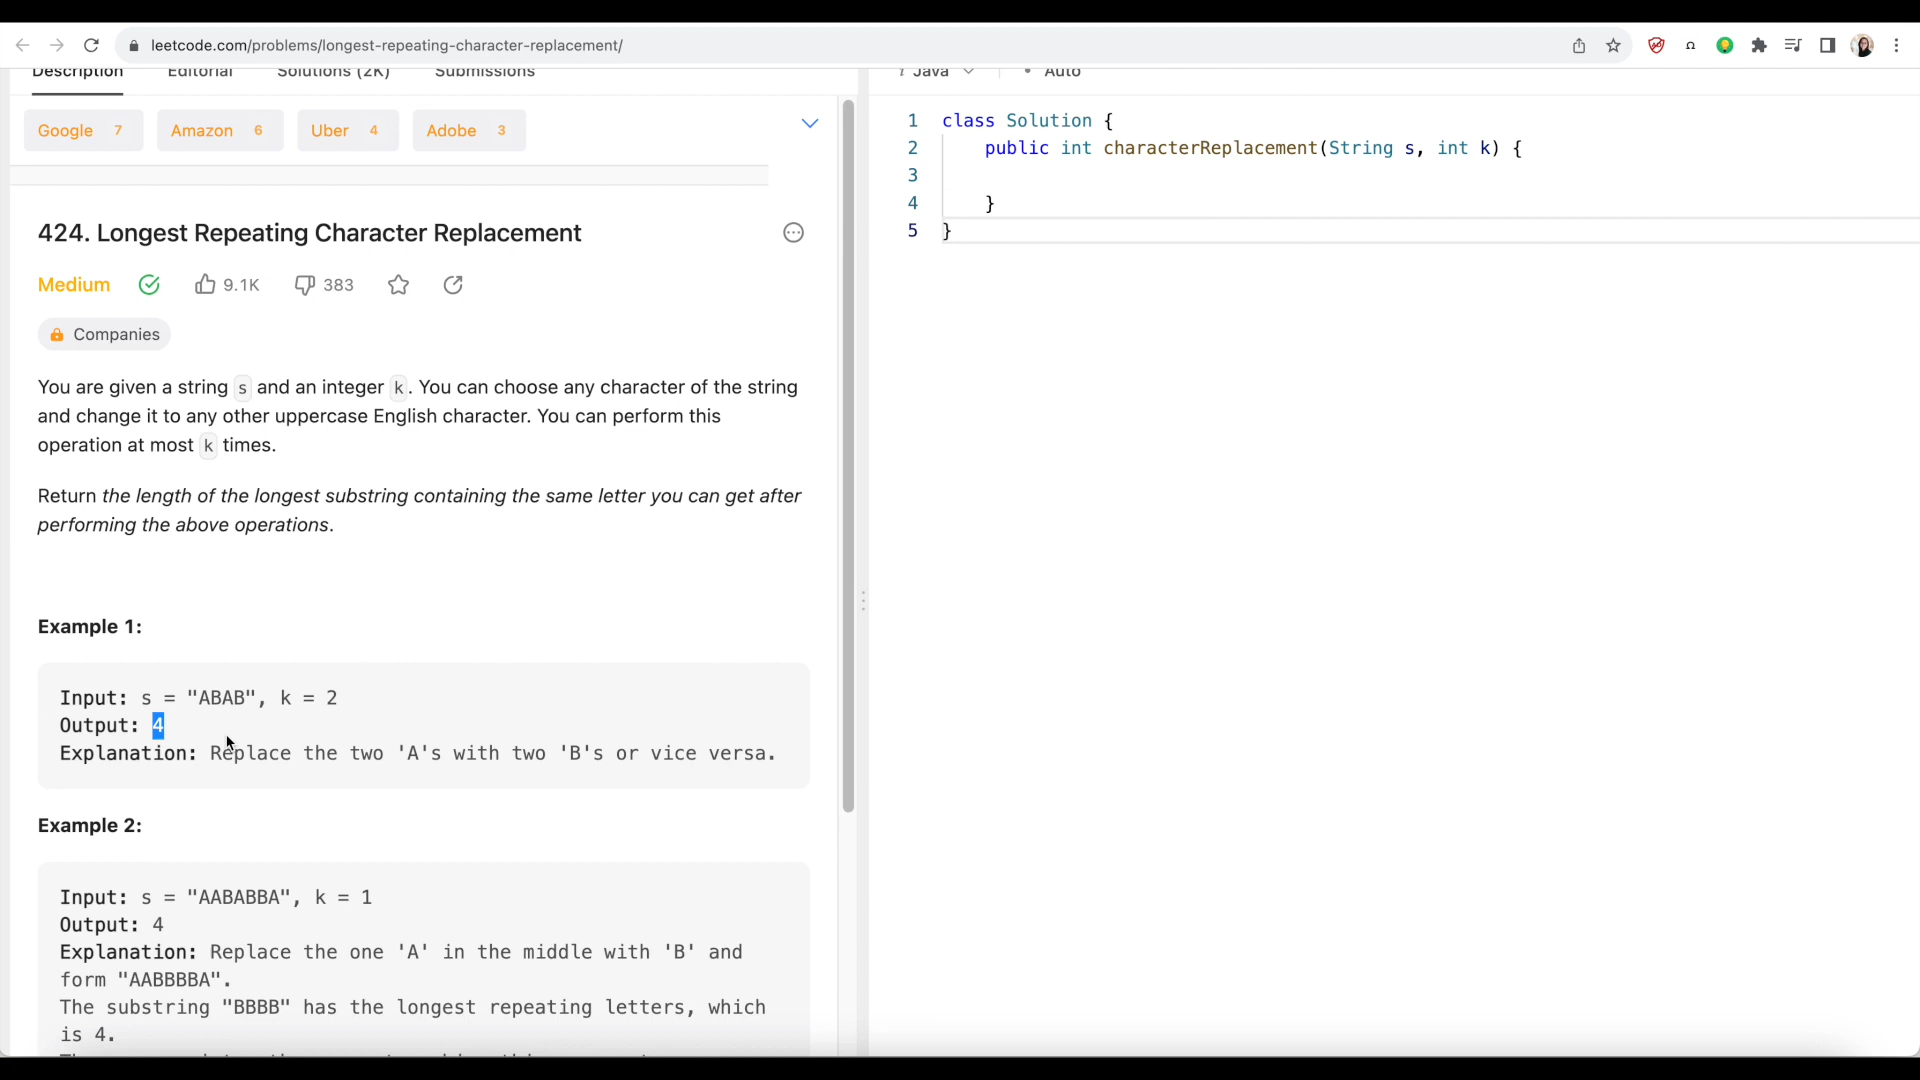 leetcode.com/problems/longest-repeating-character-replacement/
Description Editorial Solutions (2K) Submissions
Google 7 Amazon 6 Uber 4 Adobe 3
424. Longest Repeating Character Replacement
Medium 9.1K 383
Companies
You are given a string s and an integer k. You can choose any character of the string
and change it to any other uppercase English character. You can perform this
operation at most k times.
Return the length of the longest substring containing the same letter you can get after
performing the above operations.
Example 1:
Input: s = "ABAB", k = 2
Output: 4
Explanation: Replace the two 'A's with two 'B's or vice versa.
Example 2:
Input: s = "AABABBA", k = 1
Output: 4
Explanation: Replace the one 'A' in the middle with 'B' and
form "AABBBBA".
The substring "BBBB" has the longest repeating letters, which
is 4.
Java Auto
1 class Solution {
2 public int characterReplacement(String s, int k) {
3
4 }
5 }